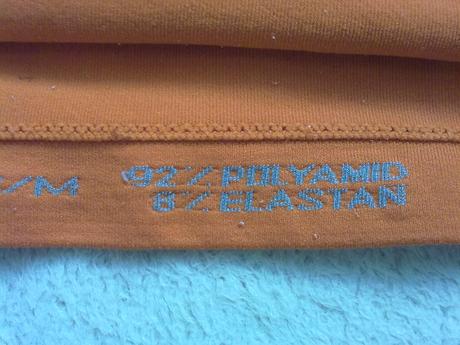 /M 92% POLYAMID
8% ELASTAN